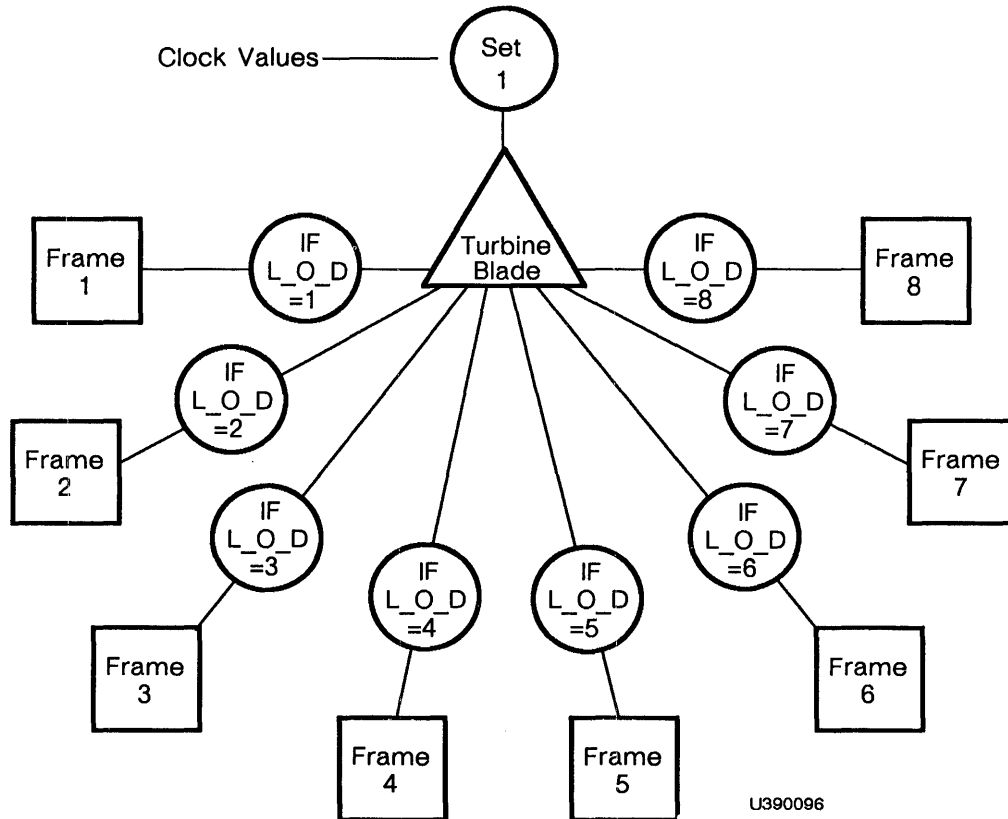 Clock Values
Set
1
Turbine
Blade
Frame
1
IF
L_O_D
=1
IF
L_O_D
=8
Frame
8
IF
L_O_D
=2
Frame
2
IF
L_O_D
=7
Frame
7
IF
L_O_D
=3
Frame
3
IF
L_O_D
=6
Frame
6
IF
L_O_D
=4
Frame
4
IF
L_O_D
=5
Frame
5
U390096